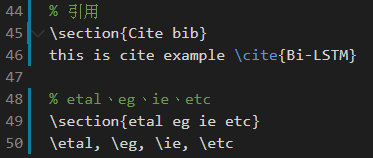 44 % 引用
45 \section{Cite bib}
46 this is cite example \cite{Bi-LSTM}
47
48 % etal、eg、ie、etc
49 \section{etal eg ie etc}
50 \etal, \eg, \ie, \etc